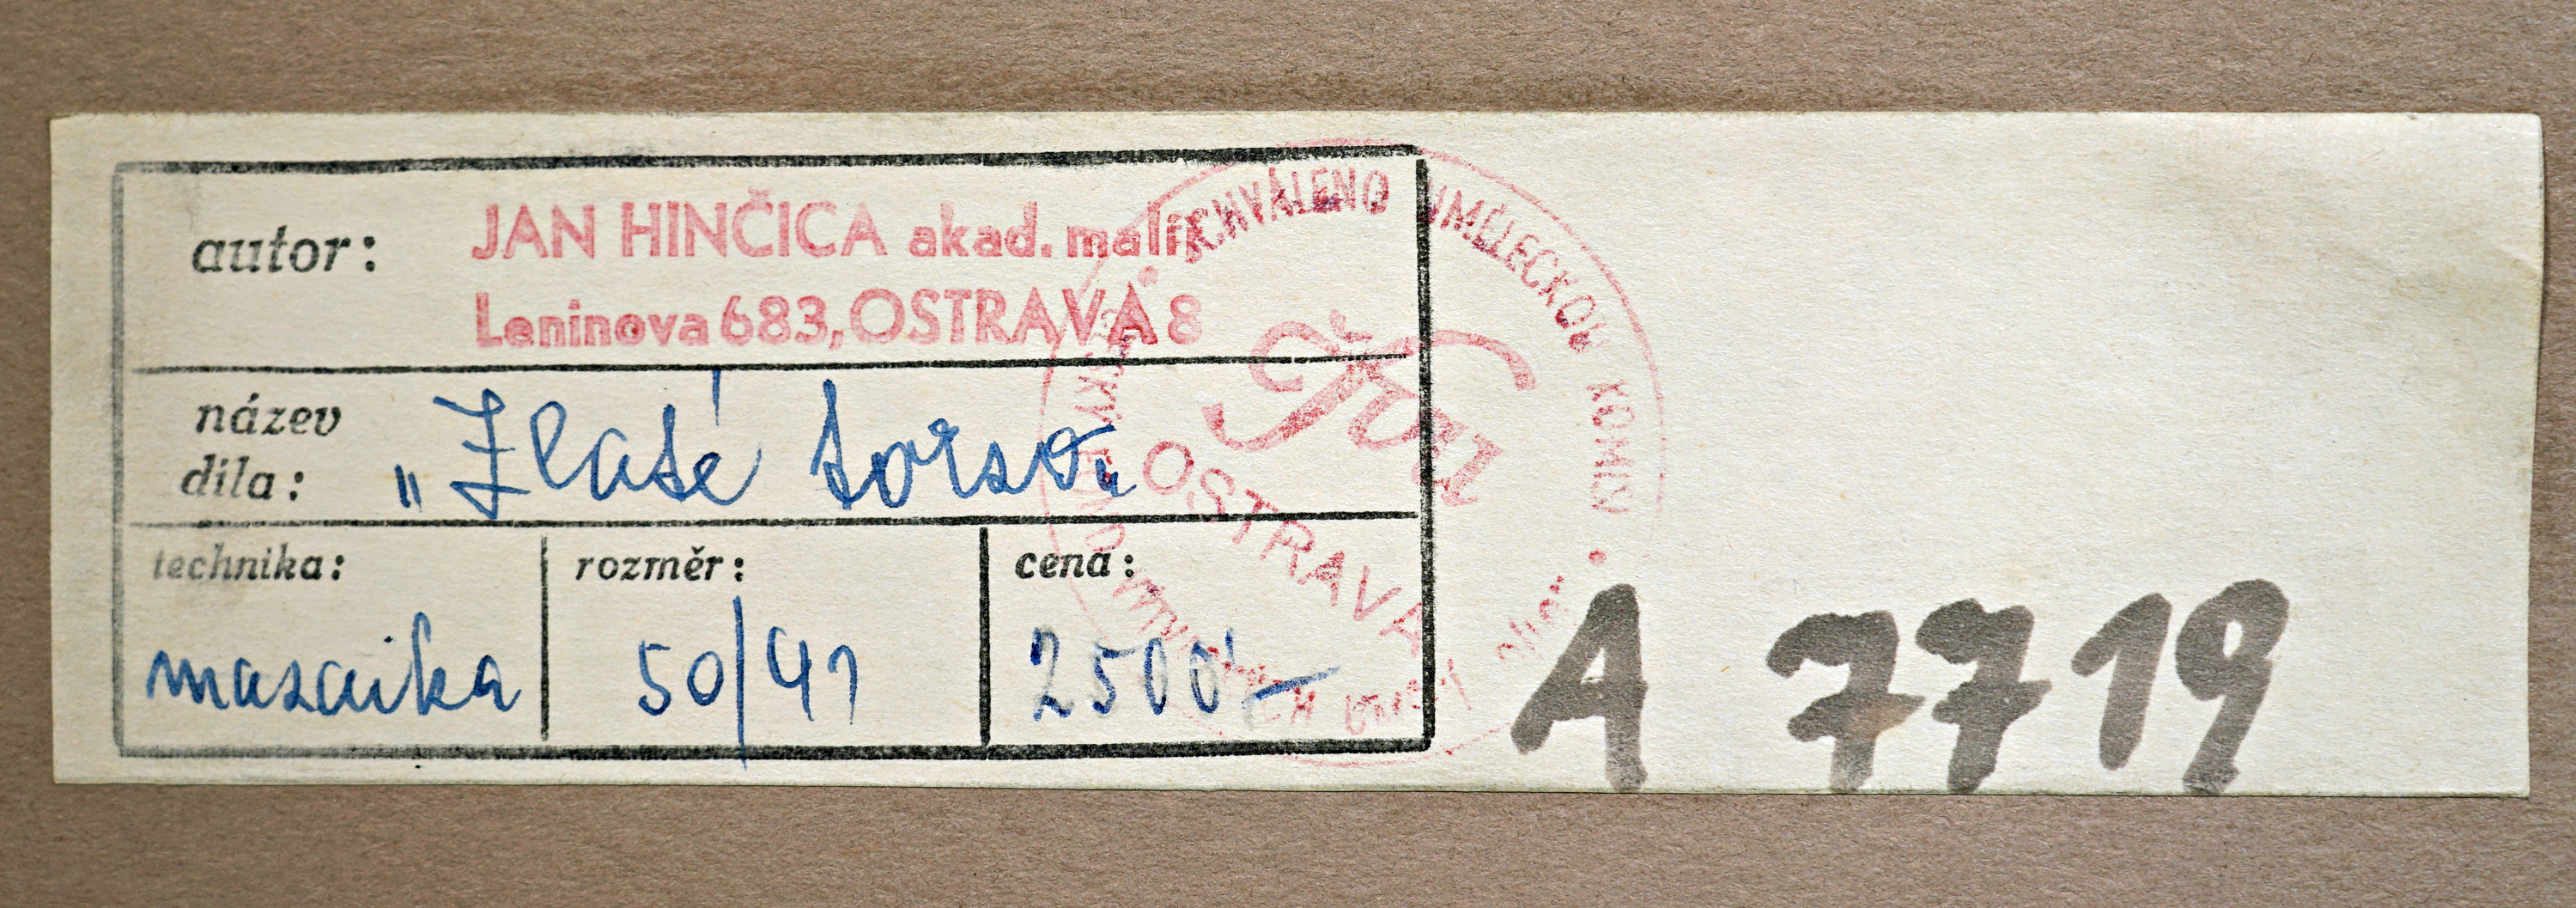 autor: JAN HINČICA akad. malíř
Leninova 683, OSTRAVA 8
název
díla: „Zlaté torso“
technika: rozměr: cena:
mozaika 50/41 2500,—
SCHVÁLENO UMĚLECKOU KOMISÍ
OSTRAVA
A 7719